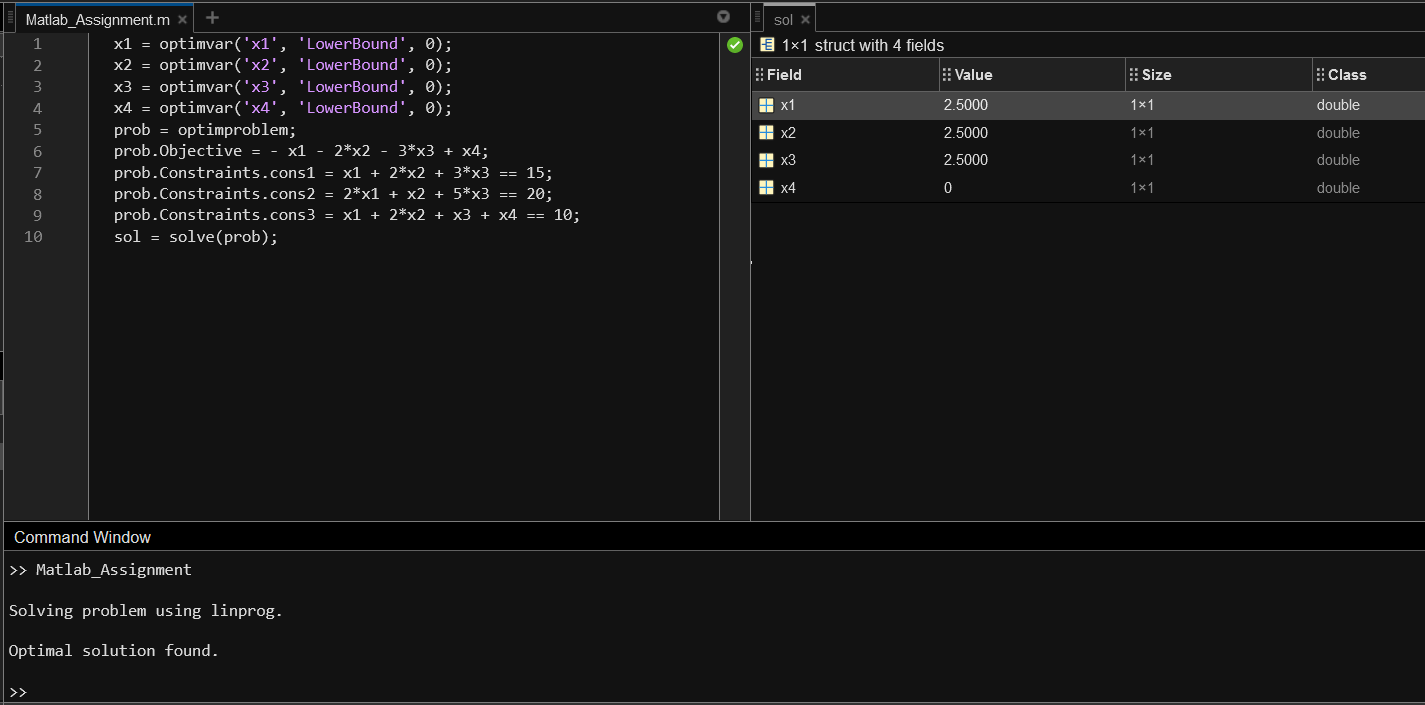 Matlab_Assignment.m × +
1 x1 = optimvar('x1', 'LowerBound', 0);
2 x2 = optimvar('x2', 'LowerBound', 0);
3 x3 = optimvar('x3', 'LowerBound', 0);
4 x4 = optimvar('x4', 'LowerBound', 0);
5 prob = optimproblem;
6 prob.Objective = - x1 - 2*x2 - 3*x3 + x4;
7 prob.Constraints.cons1 = x1 + 2*x2 + 3*x3 == 15;
8 prob.Constraints.cons2 = 2*x1 + x2 + 5*x3 == 20;
9 prob.Constraints.cons3 = x1 + 2*x2 + x3 + x4 == 10;
10 sol = solve(prob);
sol ×
1×1 struct with 4 fields
Field Value Size Class
x1 2.5000 1×1 double
x2 2.5000 1×1 double
x3 2.5000 1×1 double
x4 0 1×1 double
Command Window
>> Matlab_Assignment
Solving problem using linprog.
Optimal solution found.
>>